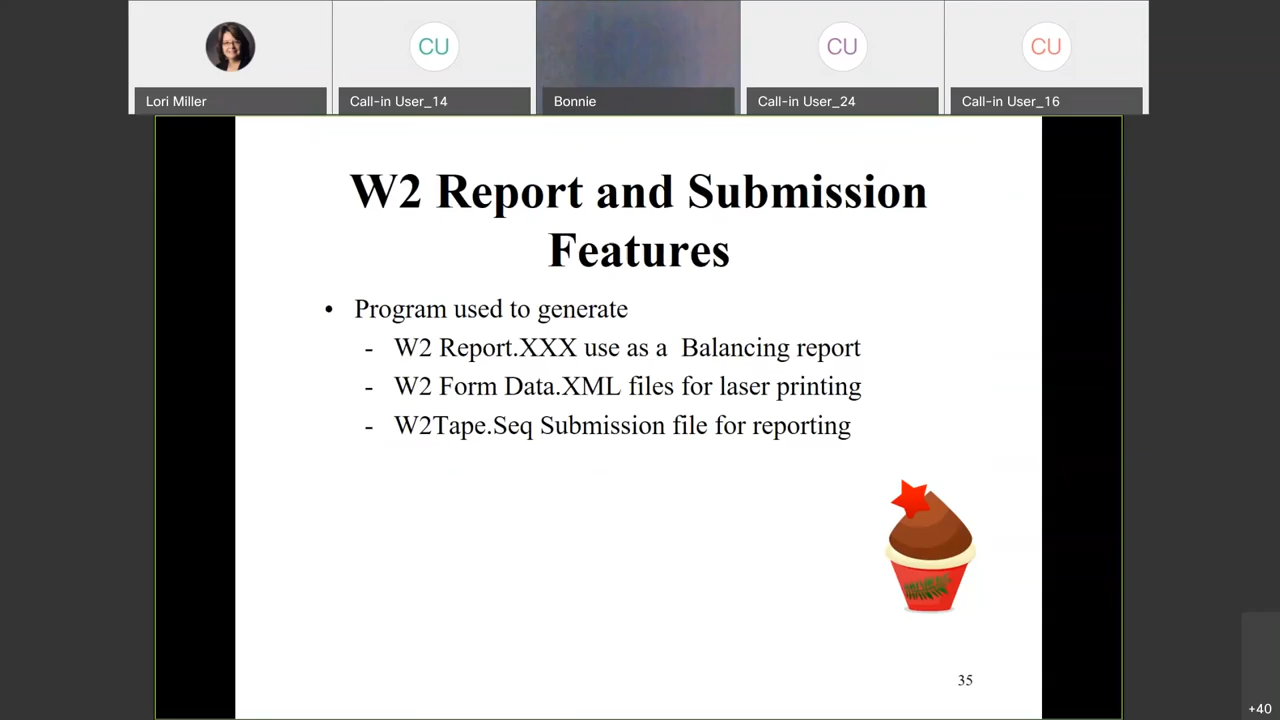 CU
CU
CU
Lori Miller
Call-in User_14
Bonnie
Call-in User_24
Call-in User_16
W2 Report and Submission
Features
• Program used to generate
- W2 Report.XXX use as a  Balancing report
- W2 Form Data.XML files for laser printing
- W2Tape.Seq Submission file for reporting
35
+40